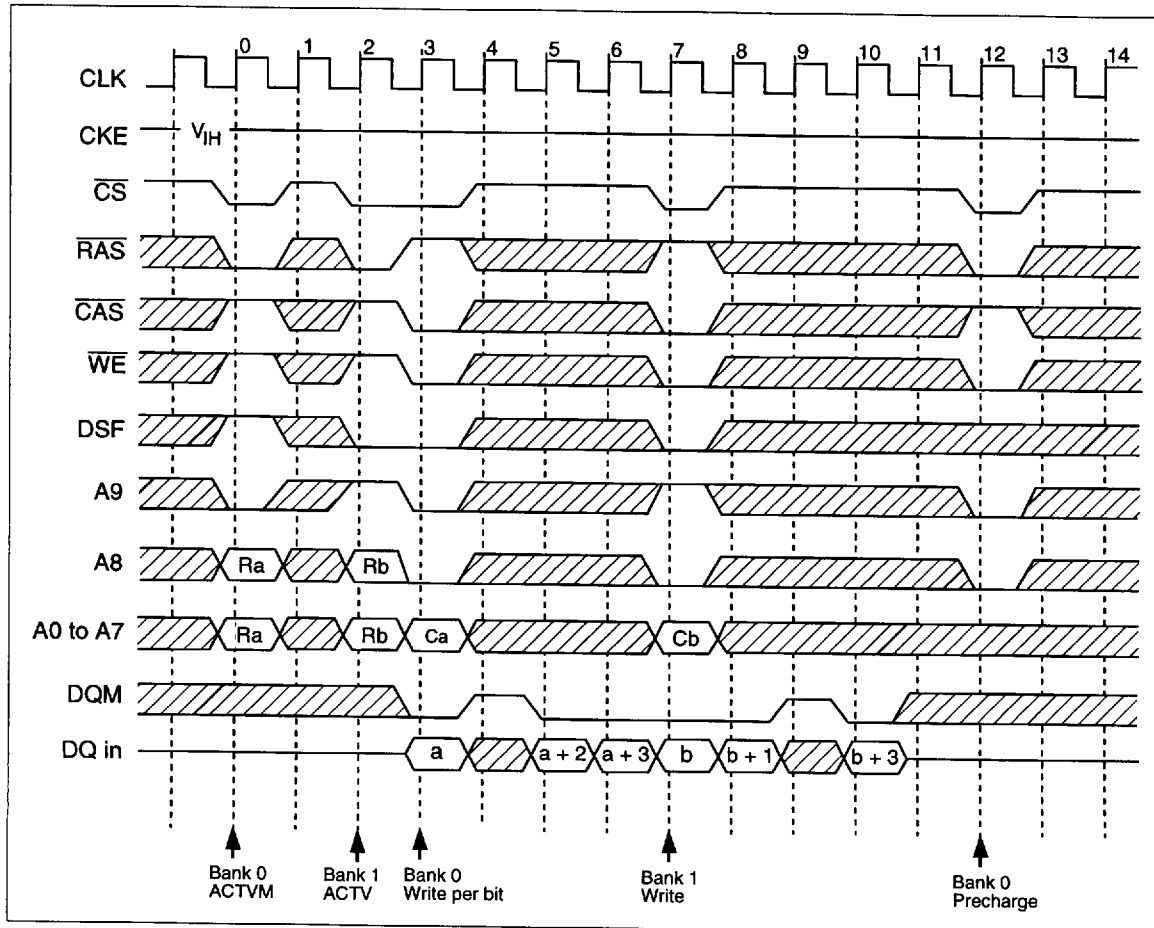 0 1 2 3 4 5 6 7 8 9 10 11 12 13 14
CLK
CKE VIH
CS
RAS
CAS
WE
DSF
A9
A8 Ra Rb
A0 to A7 Ra Rb Ca Cb
DQM
DQ in a a + 2 a + 3 b b + 1 b + 3
Bank 0
ACTVM
Bank 1
ACTV
Bank 0
Write per bit
Bank 1
Write
Bank 0
Precharge